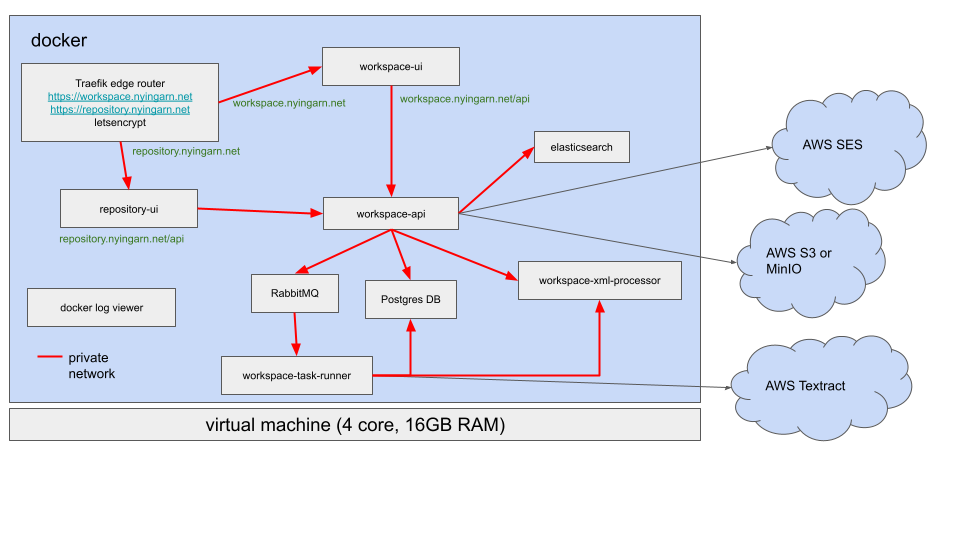 docker
Traefik edge router
https://workspace.nyingarn.net
https://repository.nyingarn.net
letsencrypt
workspace-ui
workspace.nyingarn.net
workspace.nyingarn.net/api
repository.nyingarn.net
elasticsearch
AWS SES
repository-ui
workspace-api
repository.nyingarn.net/api
AWS S3 or
MinIO
RabbitMQ
Postgres DB
workspace-xml-processor
docker log viewer
private
network
workspace-task-runner
AWS Textract
virtual machine (4 core, 16GB RAM)